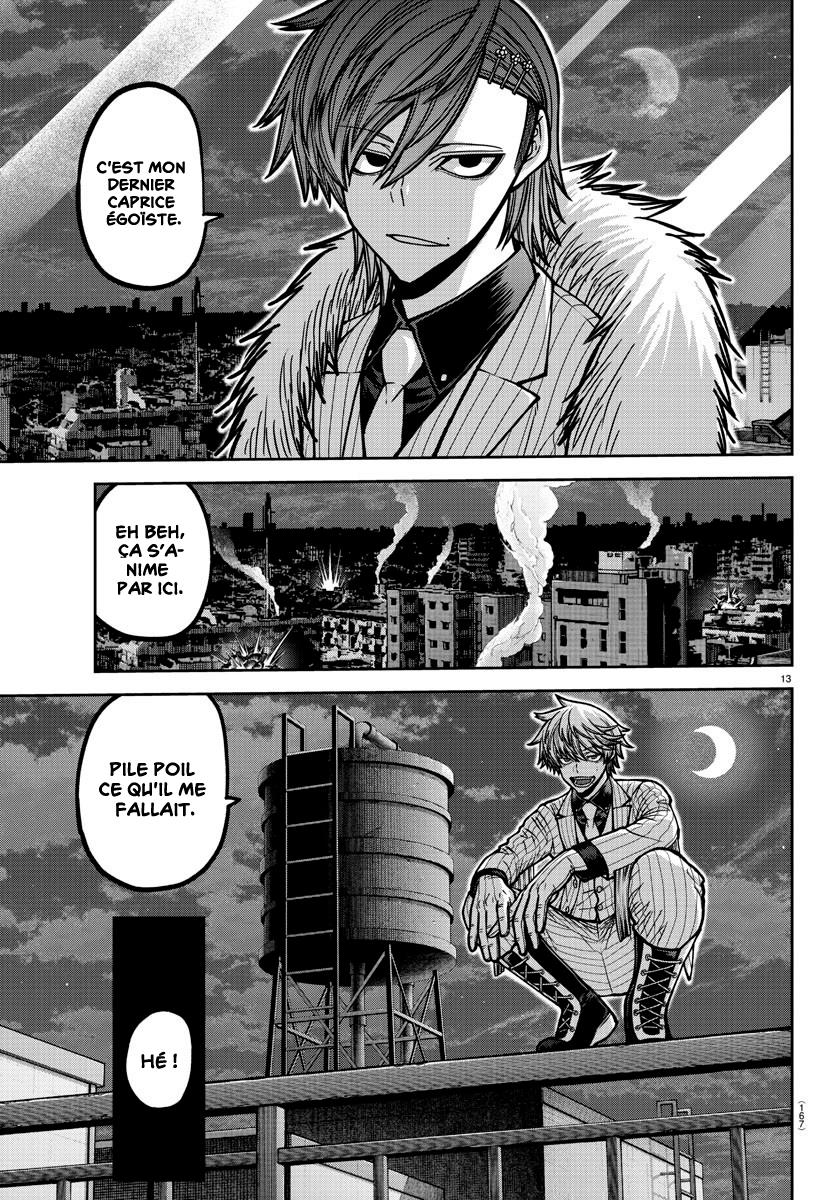 C'EST MON
DERNIER
CAPRICE
ÉGOÏSTE.
EH BEH,
ÇA S'A-
NIME
PAR ICI.
13
PILE POIL
CE QU'IL ME
FALLAIT.
HÉ !
(167)